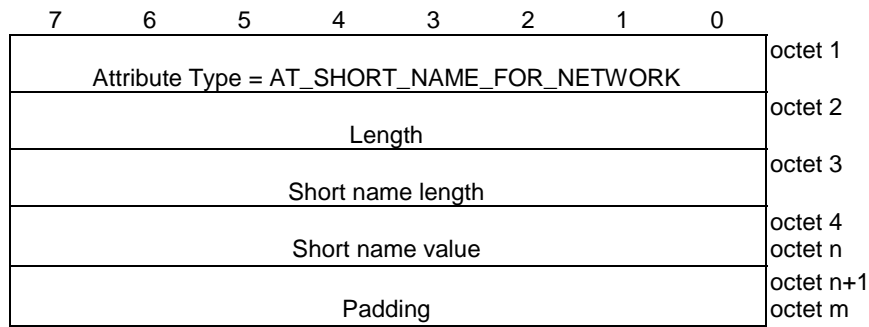 7 6 5 4 3 2 1 0
octet 1
Attribute Type = AT_SHORT_NAME_FOR_NETWORK
octet 2
Length
octet 3
Short name length
octet 4
Short name value octet n
octet n+1
Padding octet m